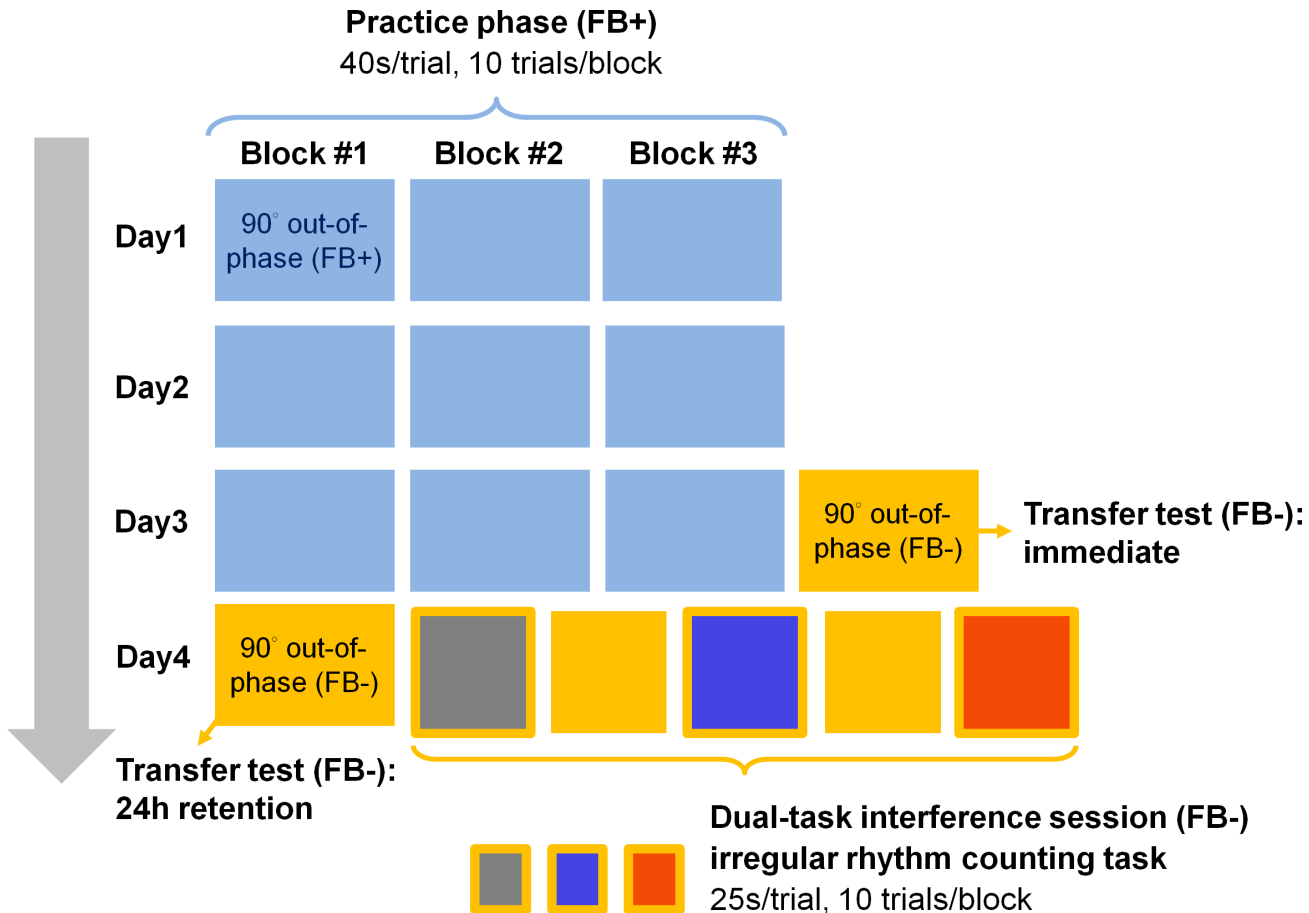 Practice phase (FB+)
40s/trial, 10 trials/block
Block #1 Block #2 Block #3
Day1
90° out-of-
phase (FB+)
Day2
Day3
90° out-of-
phase (FB-)
Transfer test (FB-):
immediate
Day4
90° out-of-
phase (FB-)
Transfer test (FB-):
24h retention
Dual-task interference session (FB-)
irregular rhythm counting task
25s/trial, 10 trials/block